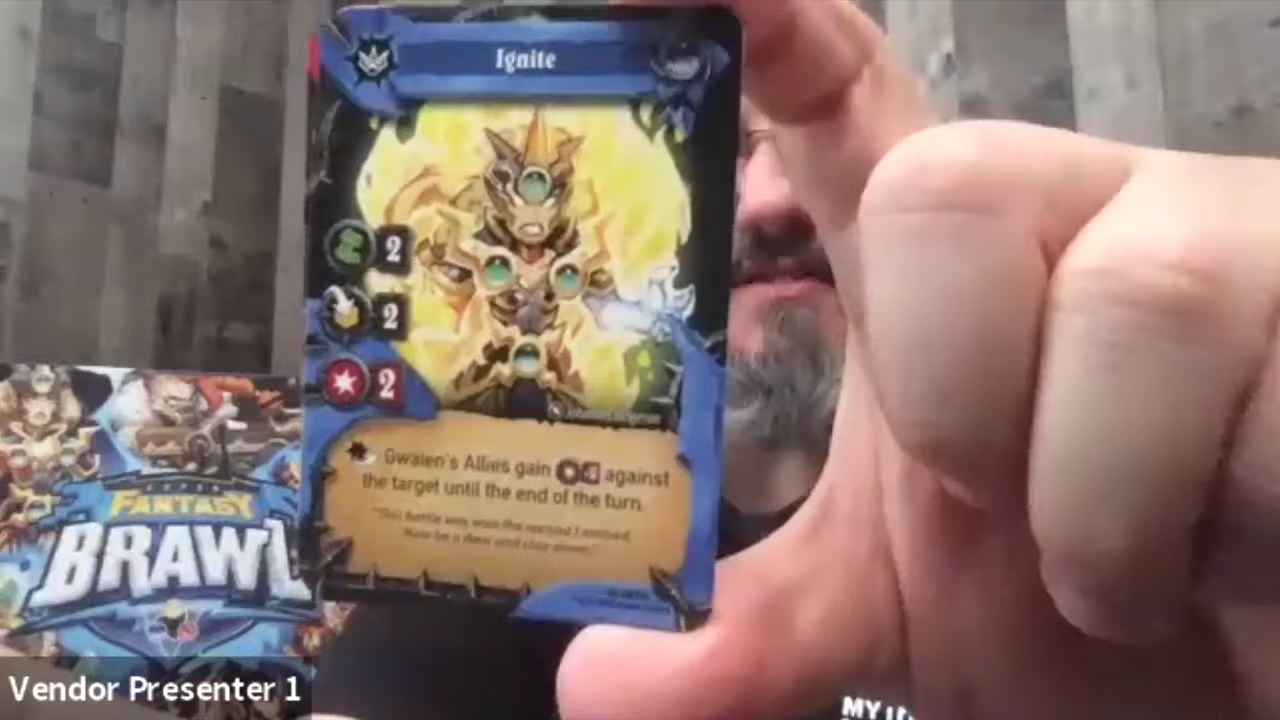 Ignite
2
2
2
Gwaien's Allies gain against
the target until the end of the turn.
SUPER
FANTASY
BRAWL
Vendor Presenter 1
MY